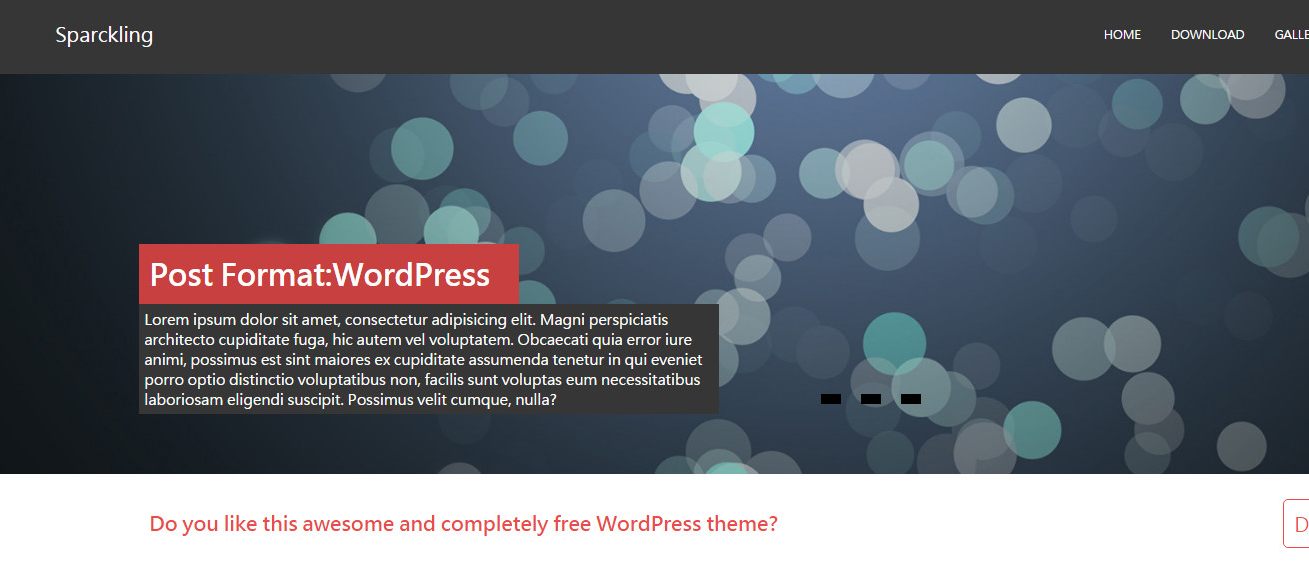 Sparckling
HOME DOWNLOAD
Post Format:WordPress
Lorem ipsum dolor sit amet, consectetur adipisicing elit. Magni perspiciatis
architecto cupiditate fuga, hic autem vel voluptatem. Obcaecati quia error iure
animi, possimus est sint maiores ex cupiditate assumenda tenetur in qui eveniet
porro optio distinctio voluptatibus non, facilis sunt voluptas eum necessitatibus
laboriosam eligendi suscipit. Possimus velit cumque, nulla?
Do you like this awesome and completely free WordPress theme?